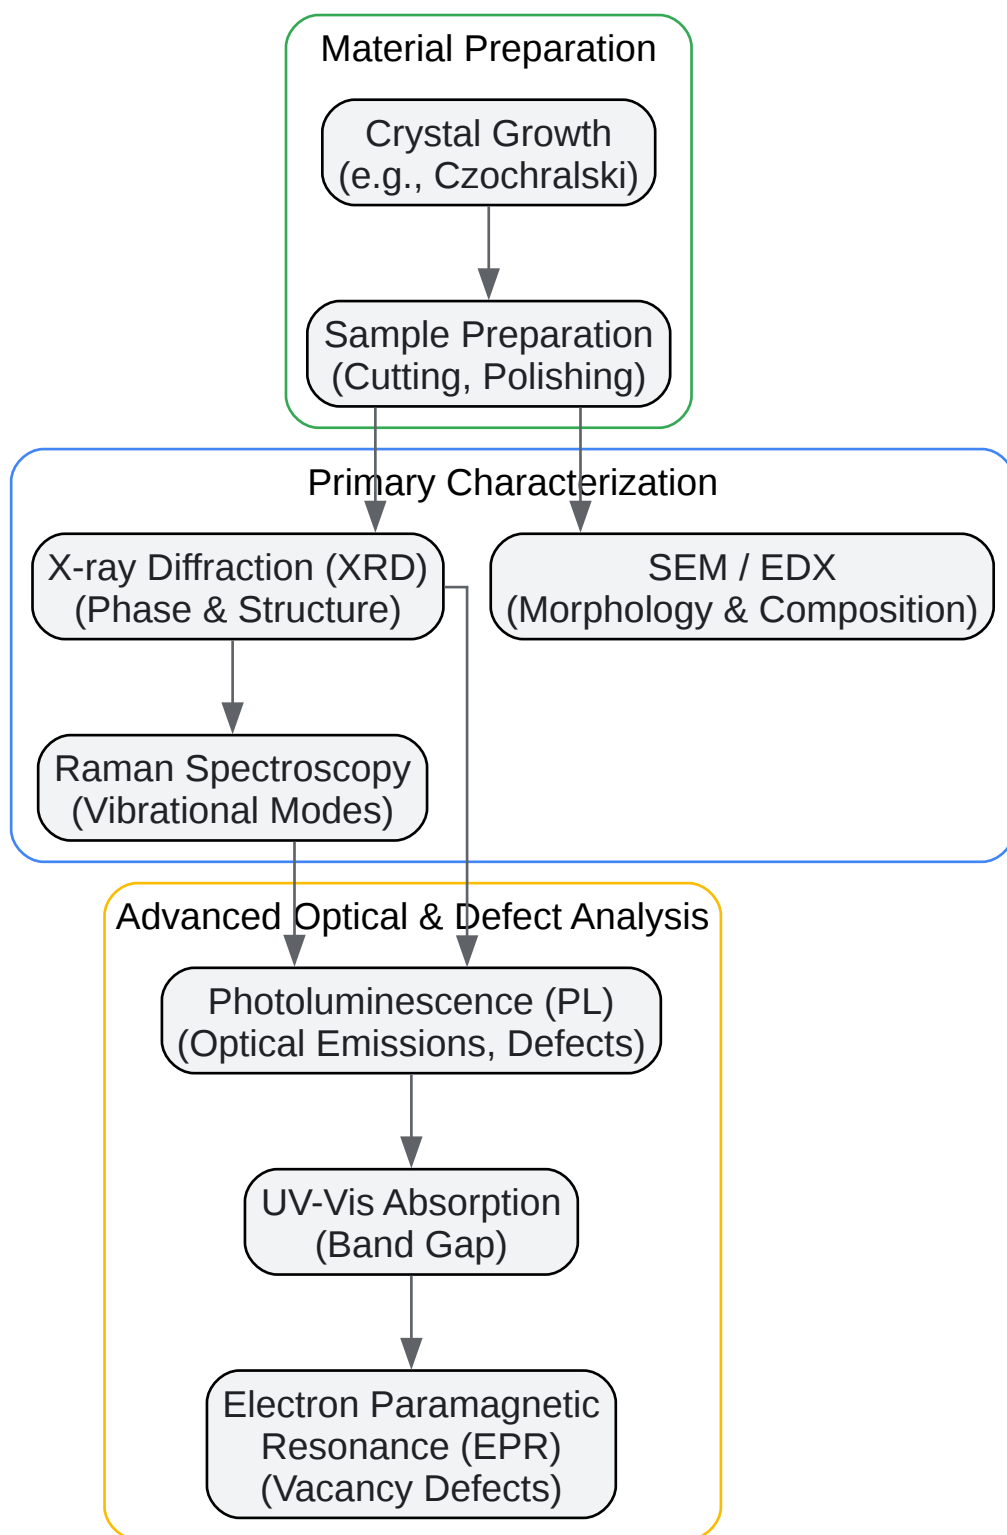 Material Preparation
Crystal Growth
(e.g., Czochralski)
Sample Preparation
(Cutting, Polishing)
Primary Characterization
X-ray Diffraction (XRD)
(Phase & Structure)
SEM / EDX
(Morphology & Composition)
Raman Spectroscopy
(Vibrational Modes)
Advanced Optical & Defect Analysis
Photoluminescence (PL)
(Optical Emissions, Defects)
UV-Vis Absorption
(Band Gap)
Electron Paramagnetic
Resonance (EPR)
(Vacancy Defects)